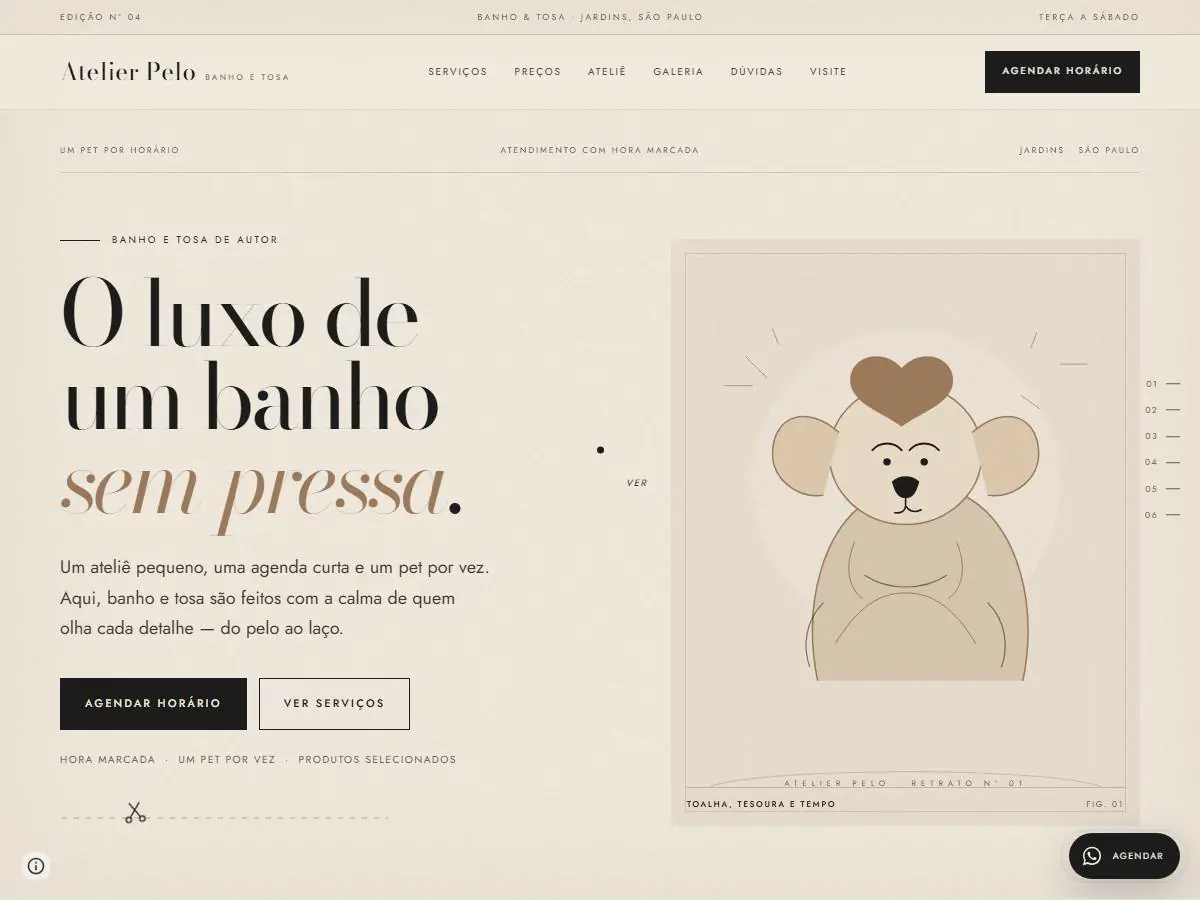 EDIÇÃO Nº 04
BANHO & TOSA · JARDINS, SÃO PAULO
TERÇA A SÁBADO
Atelier Pelo BANHO E TOSA
SERVIÇOS PREÇOS ATELIÊ GALERIA DÚVIDAS VISITE
AGENDAR HORÁRIO
UM PET POR HORÁRIO
ATENDIMENTO COM HORA MARCADA
JARDINS · SÃO PAULO
BANHO E TOSA DE AUTOR
O luxo de
um banho
sem pressa.
Um ateliê pequeno, uma agenda curta e um pet por vez.
Aqui, banho e tosa são feitos com a calma de quem
olha cada detalhe — do pelo ao laço.
AGENDAR HORÁRIO
VER SERVIÇOS
HORA MARCADA · UM PET POR VEZ · PRODUTOS SELECIONADOS
VER
ATELIER PELO RETRATO Nº 01
TOALHA, TESOURA E TEMPO
FIG. 01
01
02
03
04
05
06
AGENDAR